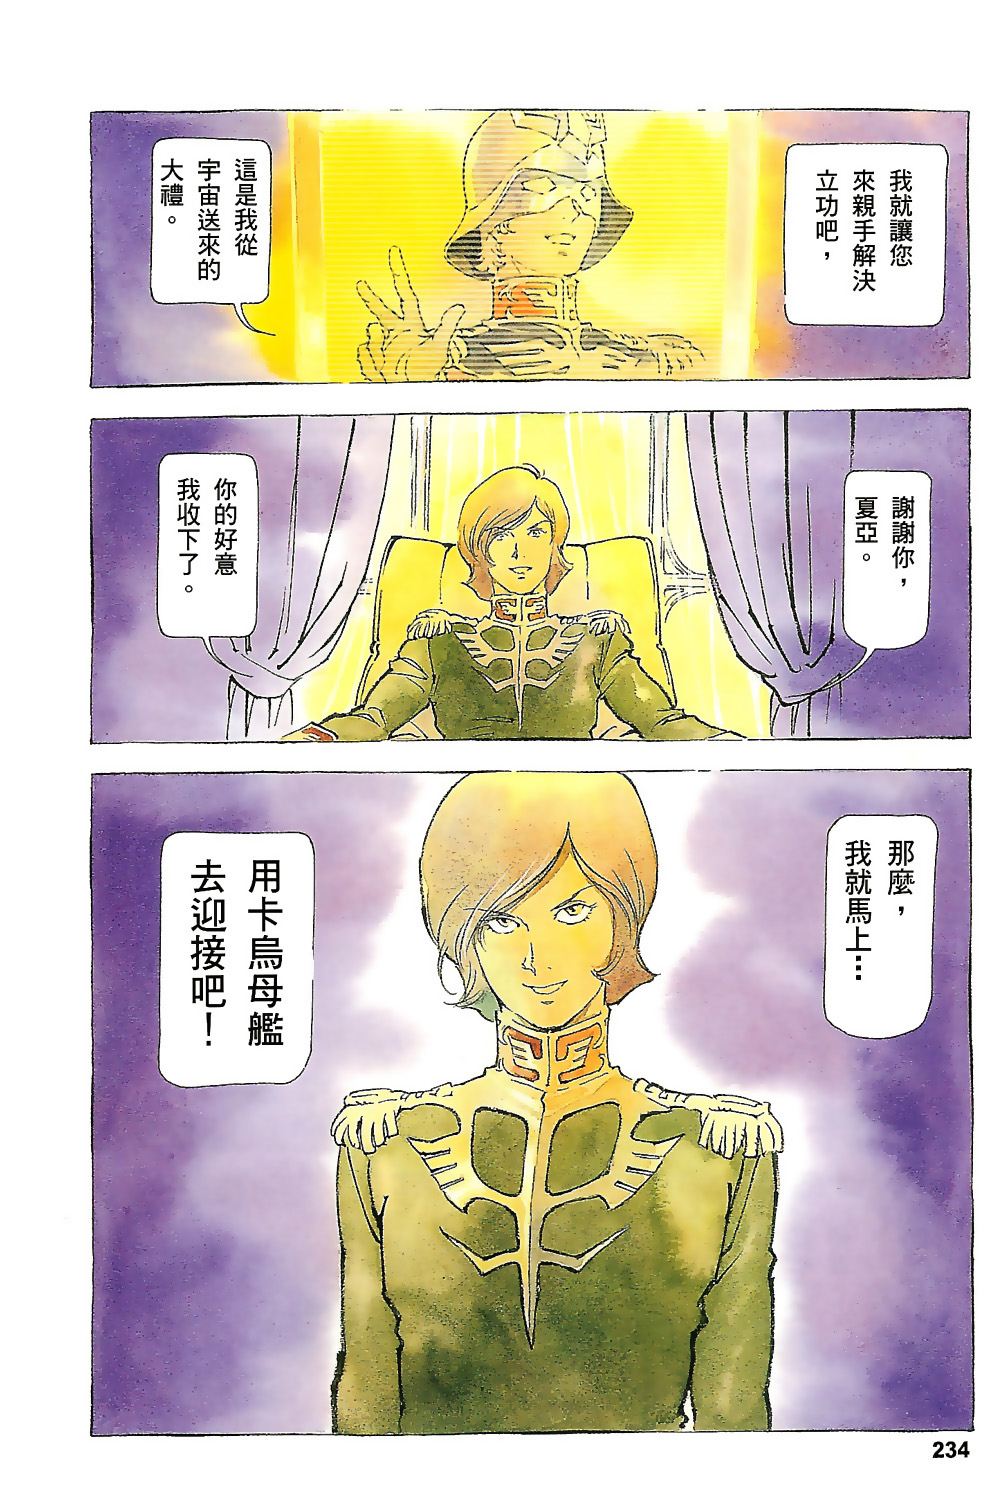 我就讓您
來親手解決
立功吧，
這是我從
宇宙送來的
大禮。
謝謝你，
夏亞。
你的好意
我收下了。
那麼，
我就馬上…
用卡烏母艦
去迎接吧！
234